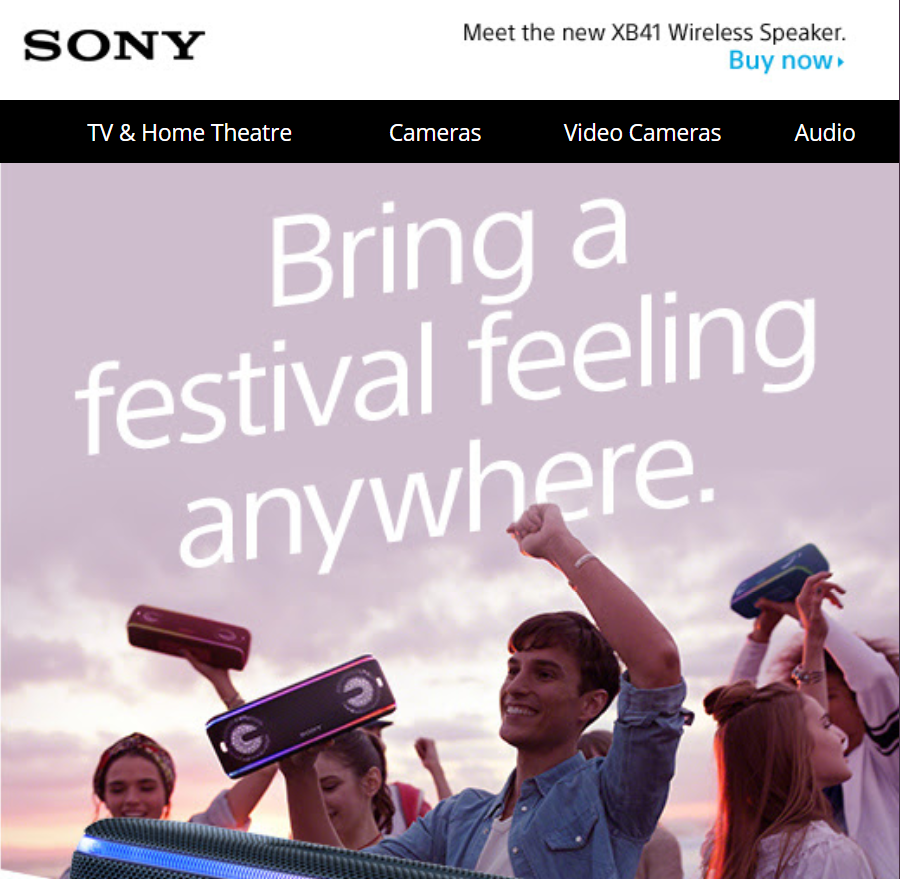 SONY
Meet the new XB41 Wireless Speaker.
Buy now
TV & Home Theatre
Cameras
Video Cameras
Audio
Bring a
festival feeling
anywhere.
SONY